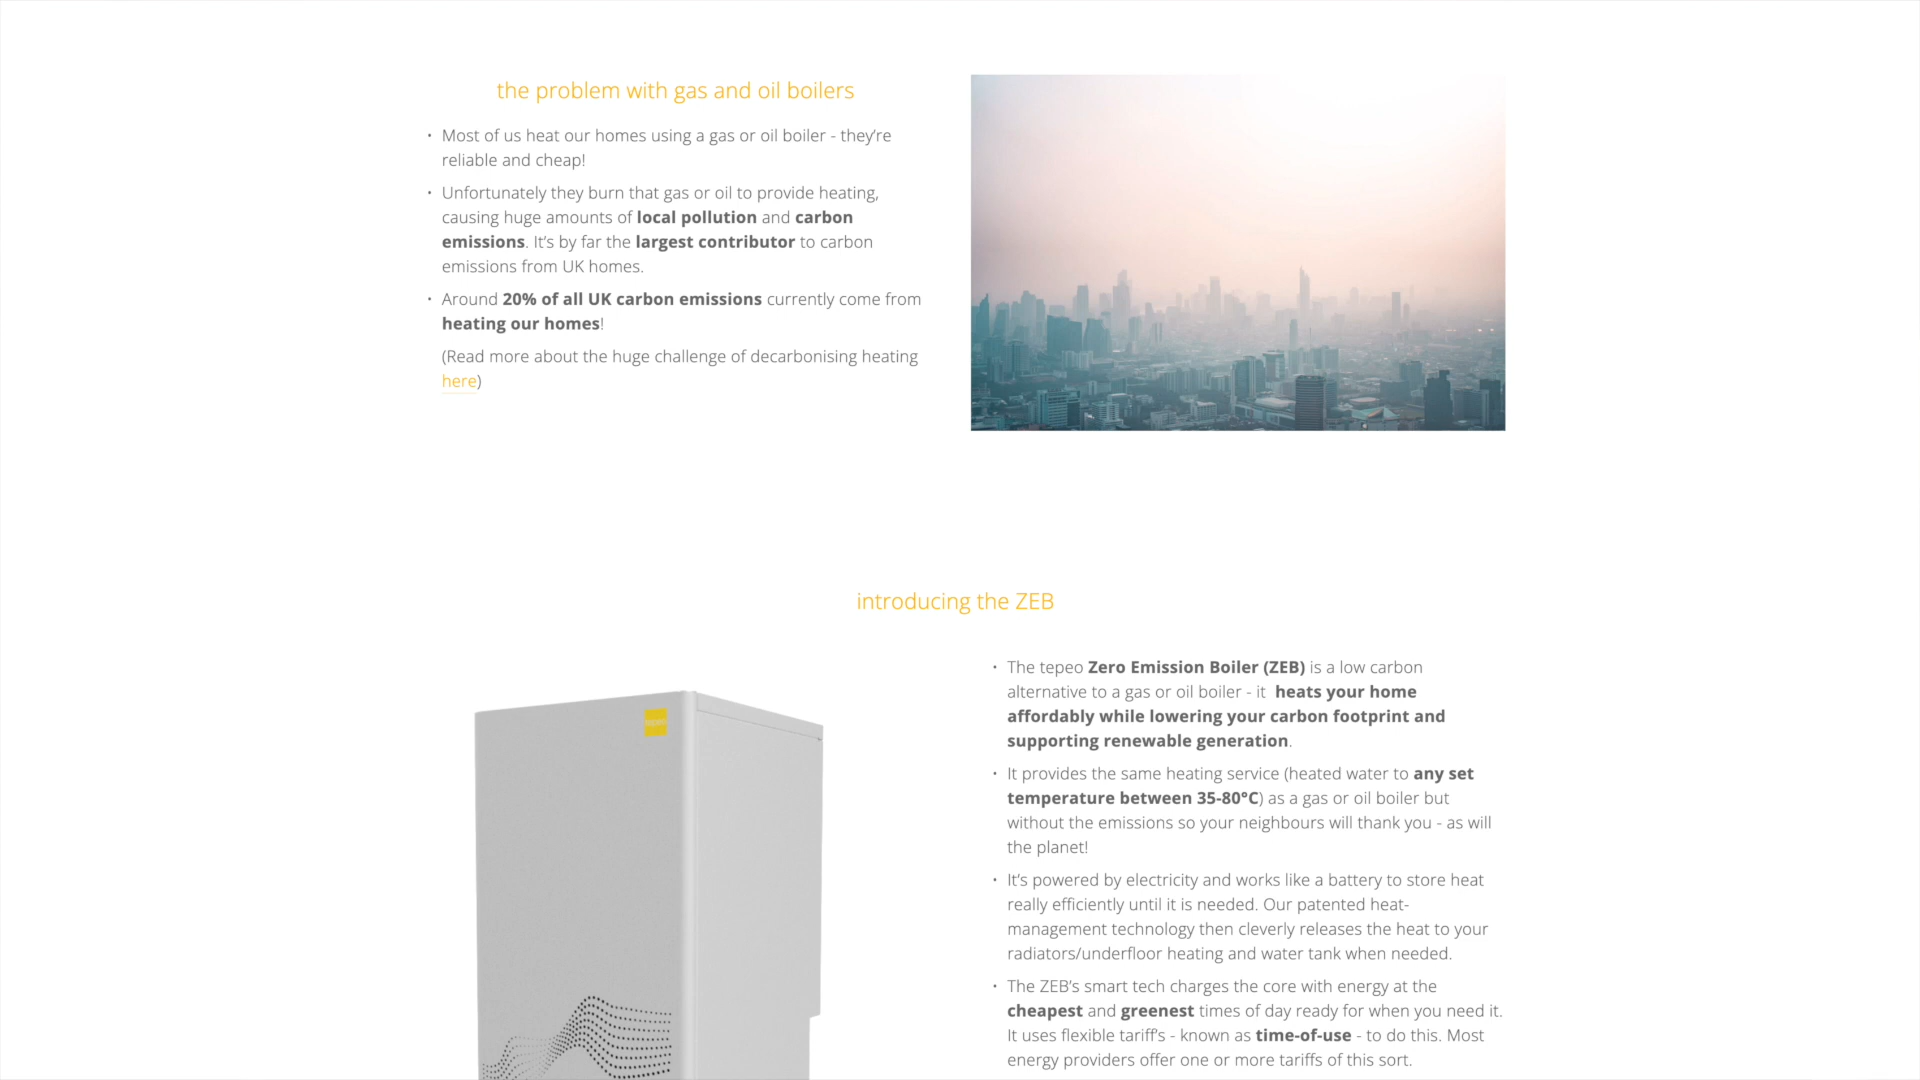 the problem with gas and oil boilers
• Most of us heat our homes using a gas or oil boiler - they’re
reliable and cheap!
• Unfortunately they burn that gas or oil to provide heating,
causing huge amounts of local pollution and carbon
emissions. It’s by far the largest contributor to carbon
emissions from UK homes.
• Around 20% of all UK carbon emissions currently come from
heating our homes!
(Read more about the huge challenge of decarbonising heating
here)
introducing the ZEB
• The tepeo Zero Emission Boiler (ZEB) is a low carbon
alternative to a gas or oil boiler - it heats your home
affordably while lowering your carbon footprint and
supporting renewable generation.
• It provides the same heating service (heated water to any set
temperature between 35-80°C) as a gas or oil boiler but
without the emissions so your neighbours will thank you - as will
the planet!
• It’s powered by electricity and works like a battery to store heat
really efficiently until it is needed. Our patented heat-
management technology then cleverly releases the heat to your
radiators/underfloor heating and water tank when needed.
• The ZEB’s smart tech charges the core with energy at the
cheapest and greenest times of day ready for when you need it.
It uses flexible tariff’s - known as time-of-use - to do this. Most
energy providers offer one or more tariffs of this sort.